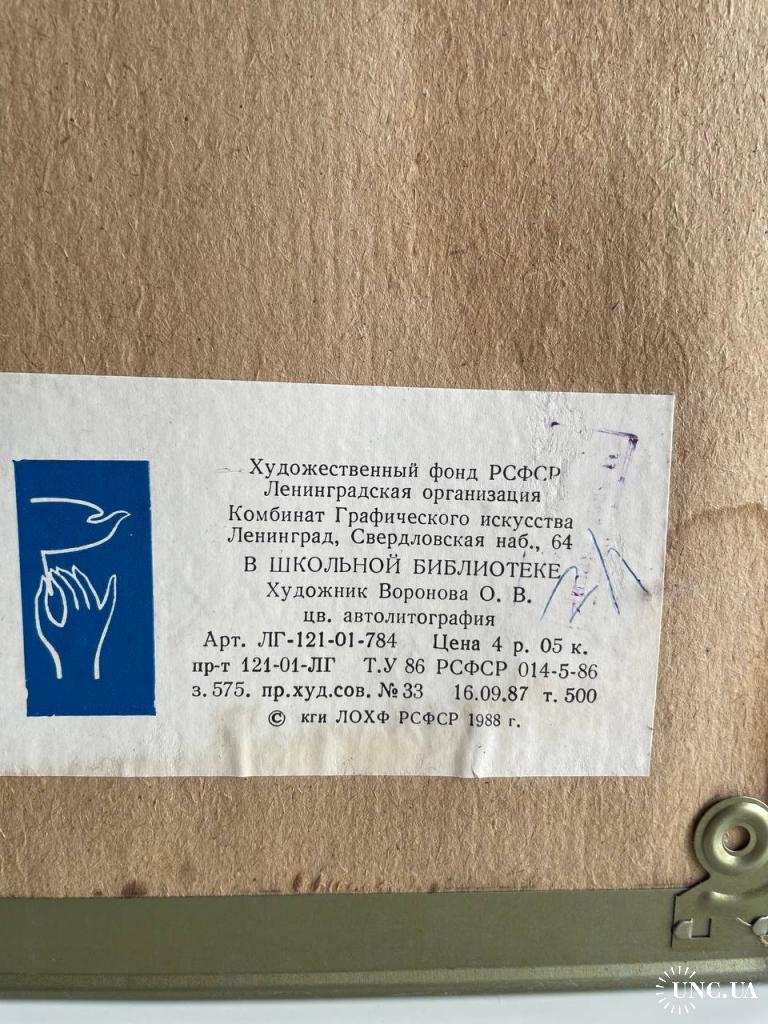 Художественный фонд РСФСР
Ленинградская организация
Комбинат Графического искусства
Ленинград, Свердловская наб., 64
В ШКОЛЬНОЙ БИБЛИОТЕКЕ
Художник Воронова О. В.
цв. автолитография
Арт. ЛГ-121-01-784 Цена 4 р. 05 к.
пр-т 121-01-ЛГ Т.У 86 РСФСР 014-5-86
з. 575. пр.худ.сов. №33 16.09.87 т. 500
© кги ЛОХФ РСФСР 1988 г.
UNC.UA